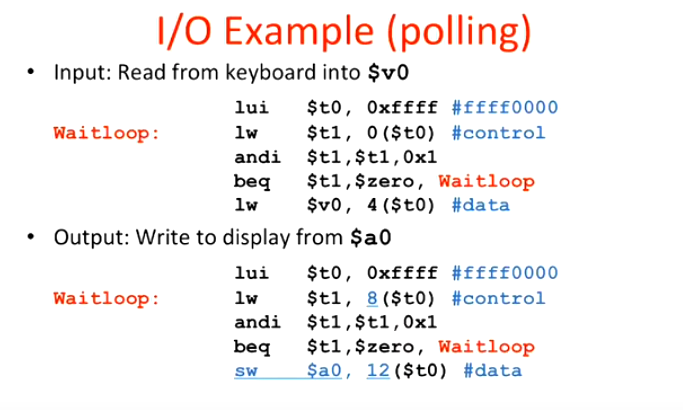 I/O Example (polling)
• Input: Read from keyboard into $v0
lui $t0, 0xffff #ffff0000
Waitloop: lw $t1, 0($t0) #control
andi $t1,$t1,0x1
beq $t1,$zero, Waitloop
lw $v0, 4($t0) #data
• Output: Write to display from $a0
lui $t0, 0xffff #ffff0000
Waitloop: lw $t1, 8($t0) #control
andi $t1,$t1,0x1
beq $t1,$zero, Waitloop
sw $a0, 12($t0) #data